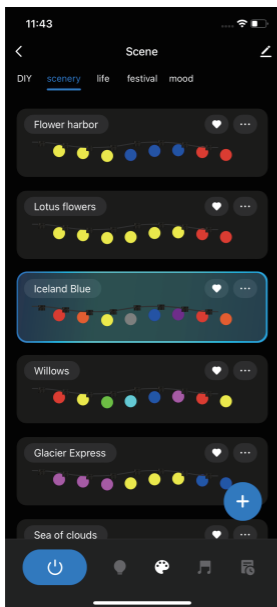 11:43
Scene
DIY scenery life festival mood
Flower harbor
Lotus flowers
Iceland Blue
Willows
Glacier Express
Sea of clouds